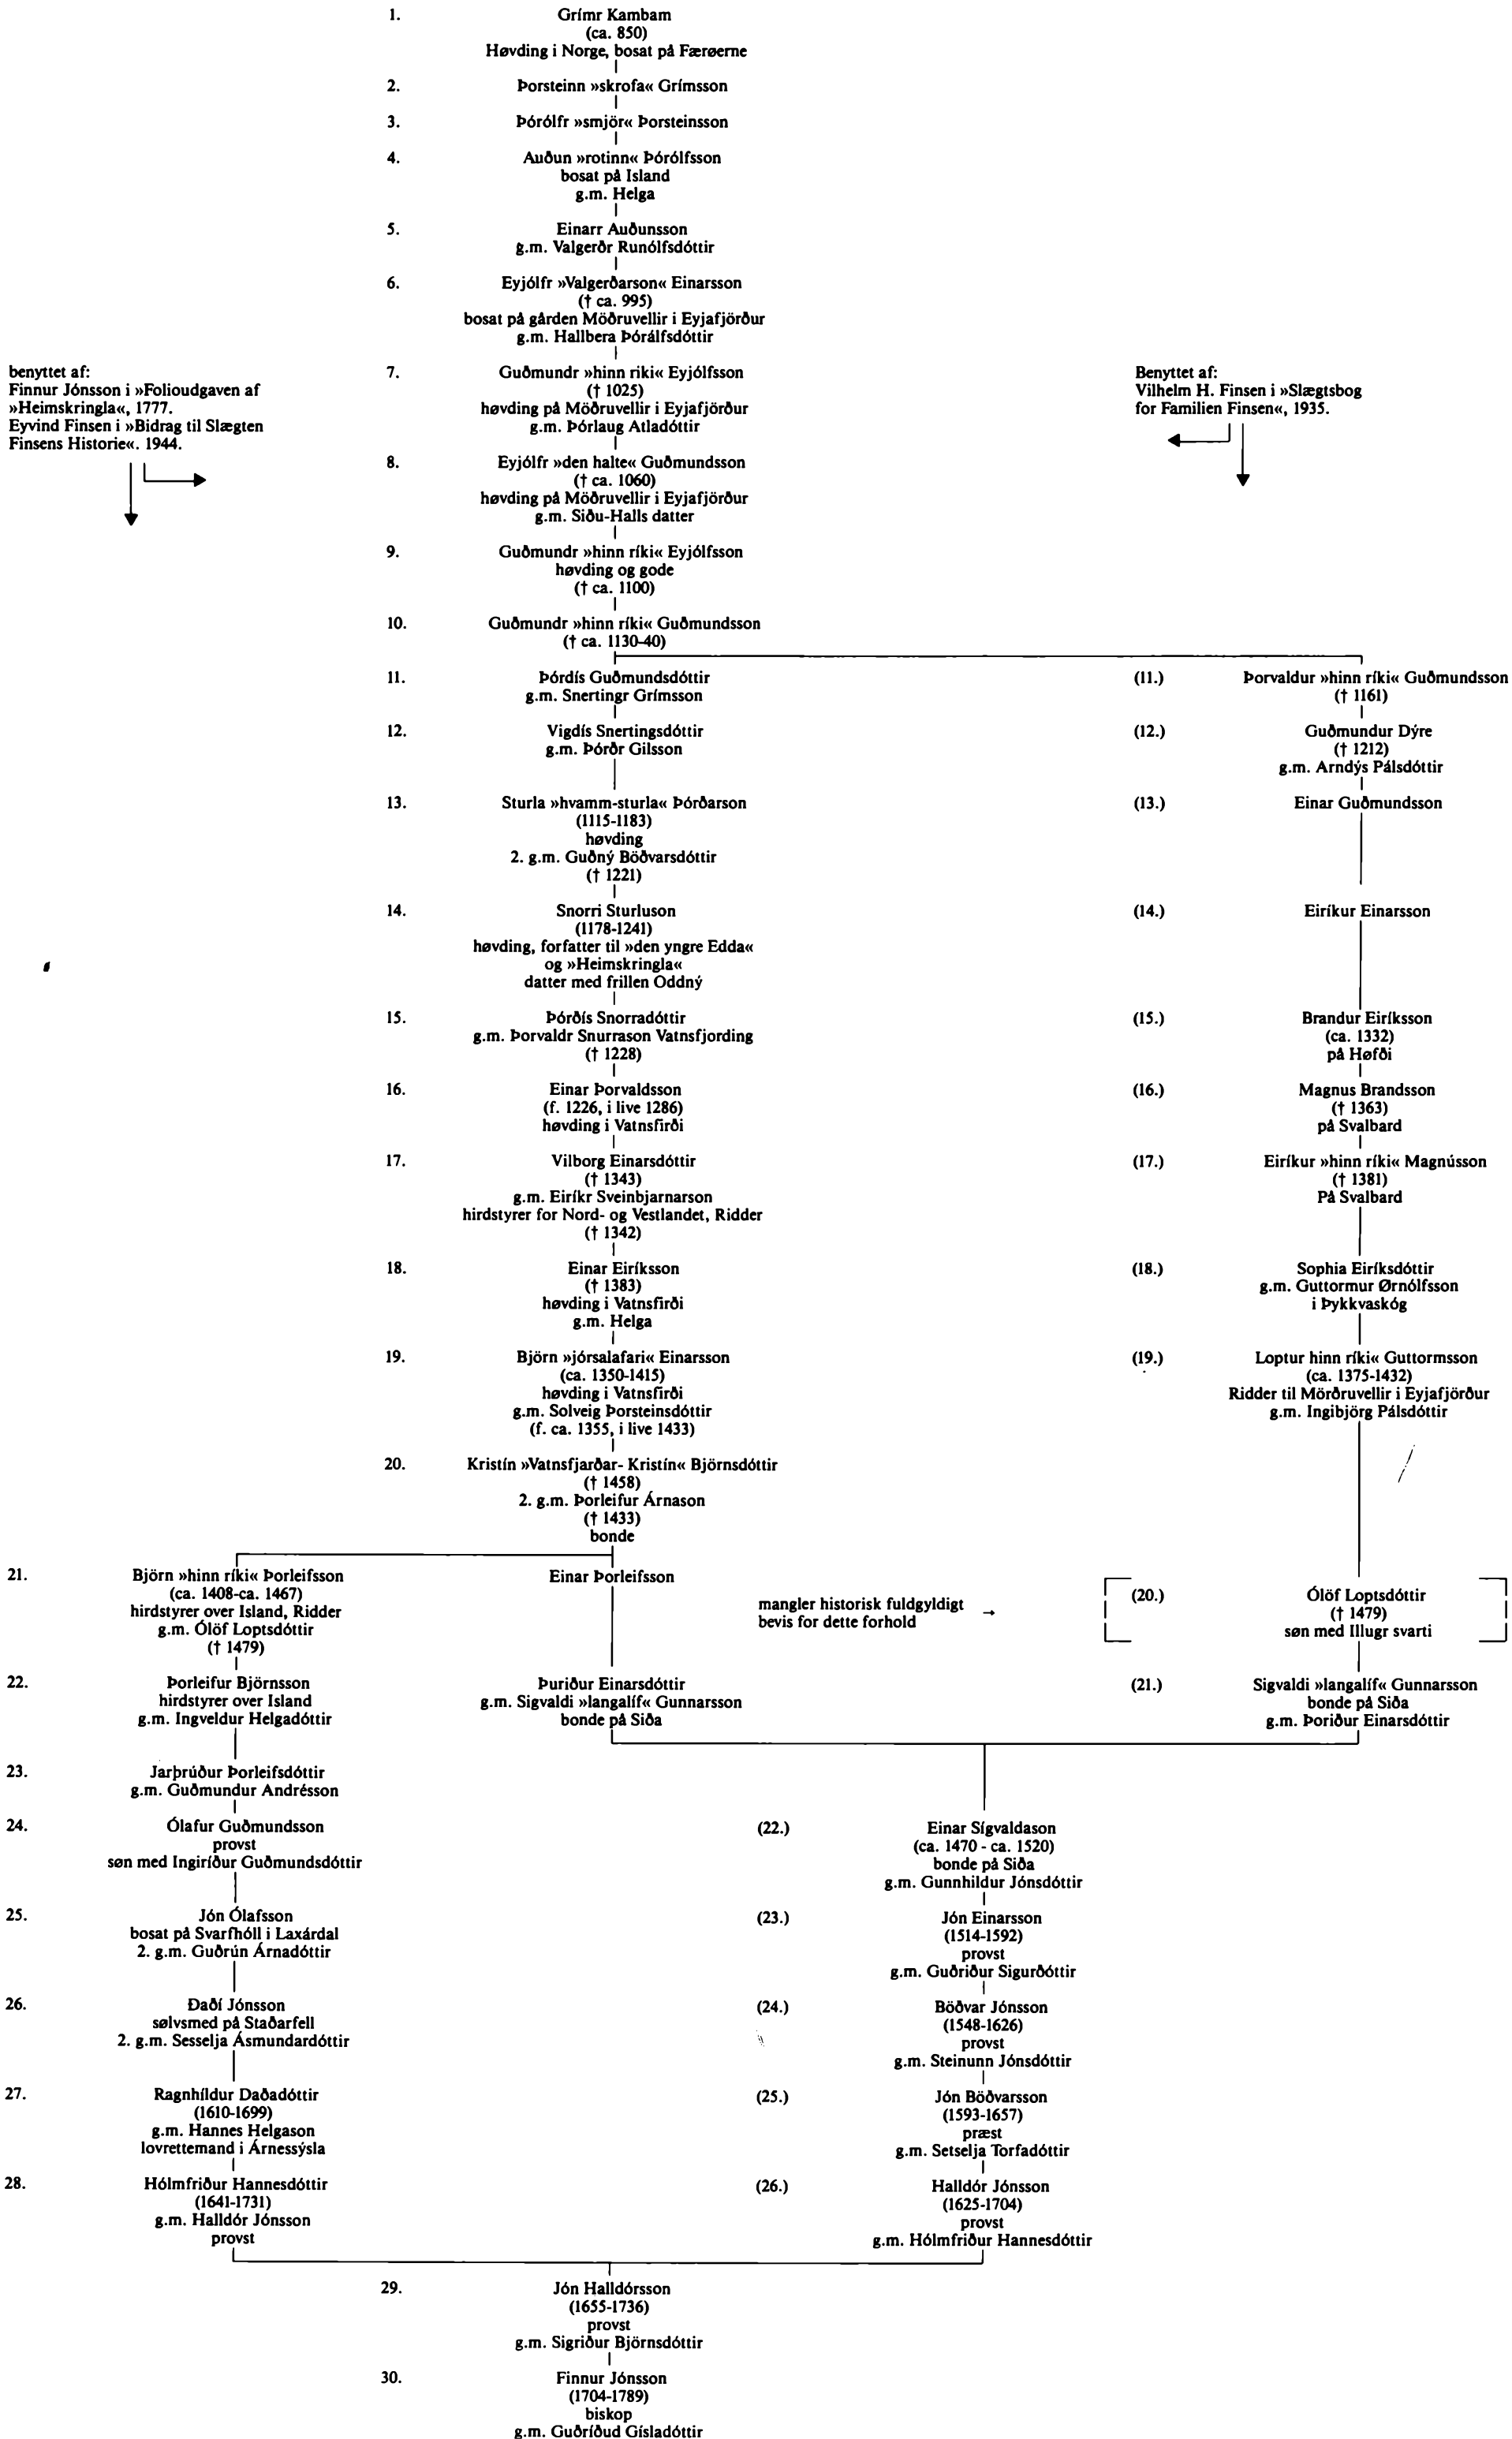 1.
Grímr Kambam
(ca. 850)
Høvding i Norge, bosat på Færøerne
2.
Þorsteinn »skrofa« Grímsson
3.
Þórólfr »smjör« Þorsteinsson
4.
Auðun »rotinn« Þórólfsson
bosat på Island
g.m. Helga
5.
Einarr Auðunsson
g.m. Valgerðr Runólfsdóttir
6.
Eyjólfr »Valgerðarson« Einarsson
(† ca. 995)
bosat på gården Möðruvellir i Eyjafjörður
g.m. Hallbera Þórálfsdóttir
benyttet af:
Finnur Jónsson i »Folioudgaven af
»Heimskringla«, 1777.
Eyvind Finsen i »Bidrag til Slægten
Finsens Historie«. 1944.
7.
Guðmundr »hinn riki« Eyjólfsson
(† 1025)
høvding på Möðruvellir i Eyjafjörður
g.m. Þórlaug Atladóttir
Benyttet af:
Vilhelm H. Finsen i »Slægtsbog
for Familien Finsen«, 1935.
8.
Eyjólfr »den halte« Guðmundsson
(† ca. 1060)
høvding på Möðruvellir i Eyjafjörður
g.m. Siðu-Halls datter
9.
Guðmundr »hinn ríki« Eyjólfsson
høvding og gode
(† ca. 1100)
10.
Guðmundr »hinn ríki« Guðmundsson
(† ca. 1130-40)
11.
Þórdís Guðmundsdóttir
g.m. Snertingr Grímsson
(11.)
Þorvaldur »hinn ríki« Guðmundsson
(† 1161)
12.
Vigdís Snertingsdóttir
g.m. Þórðr Gilsson
(12.)
Guðmundur Dýre
(† 1212)
g.m. Arndýs Pálsdóttir
13.
Sturla »hvamm-sturla« Þórðarson
(1115-1183)
høvding
2. g.m. Guðný Böðvarsdóttir
(† 1221)
(13.)
Einar Guðmundsson
14.
Snorri Sturluson
(1178-1241)
høvding, forfatter til »den yngre Edda«
og »Heimskringla«
datter med frillen Oddný
(14.)
Eiríkur Einarsson
15.
Þórðís Snorradóttir
g.m. Þorvaldr Snurrason Vatnsfjording
(† 1228)
(15.)
Brandur Eiríksson
(ca. 1332)
på Høfði
16.
Einar Þorvaldsson
(f. 1226, i live 1286)
høvding i Vatnsfirði
(16.)
Magnus Brandsson
(† 1363)
på Svalbard
17.
Vilborg Einarsdóttir
(† 1343)
g.m. Eiríkr Sveinbjarnarson
hirdstyrer for Nord- og Vestlandet, Ridder
(† 1342)
(17.)
Eiríkur »hinn ríki« Magnússon
(† 1381)
På Svalbard
18.
Einar Eiríksson
(† 1383)
høvding i Vatnsfirði
g.m. Helga
(18.)
Sophia Eiríksdóttir
g.m. Guttormur Ørnólfsson
i Þykkvaskóg
19.
Björn »jórsalafari« Einarsson
(ca. 1350-1415)
høvding i Vatnsfirði
g.m. Solveig Þorsteinsdóttir
(f. ca. 1355, i live 1433)
(19.)
Loptur hinn ríki« Guttormsson
(ca. 1375-1432)
Ridder til Mörðruvellir i Eyjafjörður
g.m. Ingibjörg Pálsdóttir
20.
Kristín »Vatnsfjarðar- Kristín« Björnsdóttir
(† 1458)
2. g.m. Þorleifur Árnason
(† 1433)
bonde
21.
Björn »hinn ríki« Þorleifsson
(ca. 1408-ca. 1467)
hirdstyrer over Island, Ridder
g.m. Ólöf Loptsdóttir
(† 1479)
Einar Þorleifsson
mangler historisk fuldgyldigt →
bevis for dette forhold
(20.)
Ólöf Loptsdóttir
(† 1479)
søn med Illugr svarti
22.
Þorleifur Björnsson
hirdstyrer over Island
g.m. Ingveldur Helgadóttir
Þuriður Einarsdóttir
g.m. Sigvaldi »langalíf« Gunnarsson
bonde på Siða
(21.)
Sigvaldi »langalíf« Gunnarsson
bonde på Siða
g.m. Þoriður Einarsdóttir
23.
Jarþrúður Þorleifsdóttir
g.m. Guðmundur Andrésson
24.
Ólafur Guðmundsson
provst
søn med Ingiríður Guðmundsdóttir
(22.)
Einar Sígvaldason
(ca. 1470 - ca. 1520)
bonde på Siða
g.m. Gunnhildur Jónsdóttir
25.
Jón Ólafsson
bosat på Svarfhóll i Laxárdal
2. g.m. Guðrún Árnadóttir
(23.)
Jón Einarsson
(1514-1592)
provst
g.m. Guðriður Sigurðóttir
26.
Ðaðí Jónsson
sølvsmed på Staðarfell
2. g.m. Sesselja Ásmundardóttir
(24.)
Böðvar Jónsson
(1548-1626)
provst
g.m. Steinunn Jónsdóttir
27.
Ragnhíldur Daðadóttir
(1610-1699)
g.m. Hannes Helgason
lovrettemand i Árnessýsla
(25.)
Jón Böðvarsson
(1593-1657)
præst
g.m. Setselja Torfadóttir
28.
Hólmfriður Hannesdóttir
(1641-1731)
g.m. Halldór Jónsson
provst
(26.)
Halldór Jónsson
(1625-1704)
provst
g.m. Hólmfriður Hannesdóttir
29.
Jón Halldórsson
(1655-1736)
provst
g.m. Sigriður Björnsdóttir
30.
Finnur Jónsson
(1704-1789)
biskop
g.m. Guðríðud Gísladóttir